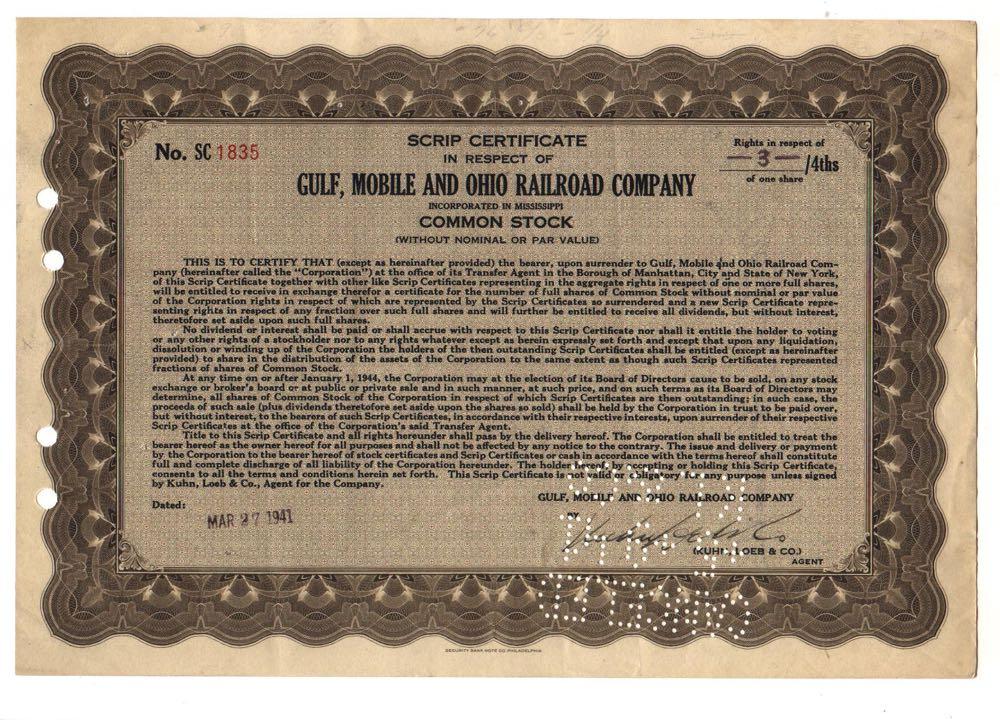 No. SC 1835
SCRIP CERTIFICATE
IN RESPECT OF
GULF, MOBILE AND OHIO RAILROAD COMPANY
INCORPORATED IN MISSISSIPPI
COMMON STOCK
(WITHOUT NOMINAL OR PAR VALUE)
Rights in respect of
— 3 — /4ths
of one share
THIS IS TO CERTIFY THAT (except as hereinafter provided) the bearer, upon surrender to Gulf, Mobile and Ohio Railroad Com-
pany (hereinafter called the "Corporation") at the office of its Transfer Agent in the Borough of Manhattan, City and State of New York,
of this Scrip Certificate together with other like Scrip Certificates representing in the aggregate rights in respect of one or more full shares,
will be entitled to receive in exchange therefor a certificate for the number of full shares of Common Stock without nominal or par value
of the Corporation rights in respect of which are represented by the Scrip Certificates so surrendered and a new Scrip Certificate repre-
senting rights in respect of any fraction over such full shares and will further be entitled to receive all dividends, but without interest,
theretofore set aside upon such full shares.
No dividend or interest shall be paid or shall accrue with respect to this Scrip Certificate nor shall it entitle the holder to voting
or any other rights of a stockholder nor to any rights whatever except as herein expressly set forth and except that upon any liquidation,
dissolution or winding up of the Corporation the holders of the then outstanding Scrip Certificates shall be entitled (except as hereinafter
provided) to share in the distribution of the assets of the Corporation to the same extent as though such Scrip Certificates represented
fractions of shares of Common Stock.
At any time on or after January 1, 1944, the Corporation may at the election of its Board of Directors cause to be sold, on any stock
exchange or broker's board or at public or private sale and in such manner, at such price, and on such terms as its Board of Directors may
determine, all shares of Common Stock of the Corporation in respect of which Scrip Certificates are then outstanding; in such case, the
proceeds of such sale (plus dividends theretofore set aside upon the shares so sold) shall be held by the Corporation in trust to be paid over,
but without interest, to the bearers of such Scrip Certificates, in accordance with their respective interests, upon surrender of their respective
Scrip Certificates at the office of the Corporation's said Transfer Agent.
Title to this Scrip Certificate and all rights hereunder shall pass by the delivery hereof. The Corporation shall be entitled to treat the
bearer hereof as the owner hereof for all purposes and shall not be affected by any notice to the contrary. The issue and delivery or payment
by the Corporation to the bearer hereof of stock certificates and Scrip Certificates or cash in accordance with the terms hereof shall constitute
full and complete discharge of all liability of the Corporation hereunder. The holder hereof, by accepting or holding this Scrip Certificate,
consents to all the terms and conditions herein set forth. This Scrip Certificate is not valid or obligatory for any purpose unless signed
by Kuhn, Loeb & Co., Agent for the Company.
GULF, MOBILE AND OHIO RAILROAD COMPANY
Dated:
MAR 27 1941
BY
(KUHN, LOEB & CO.)
AGENT
SECURITY BANK NOTE CO. PHILADELPHIA